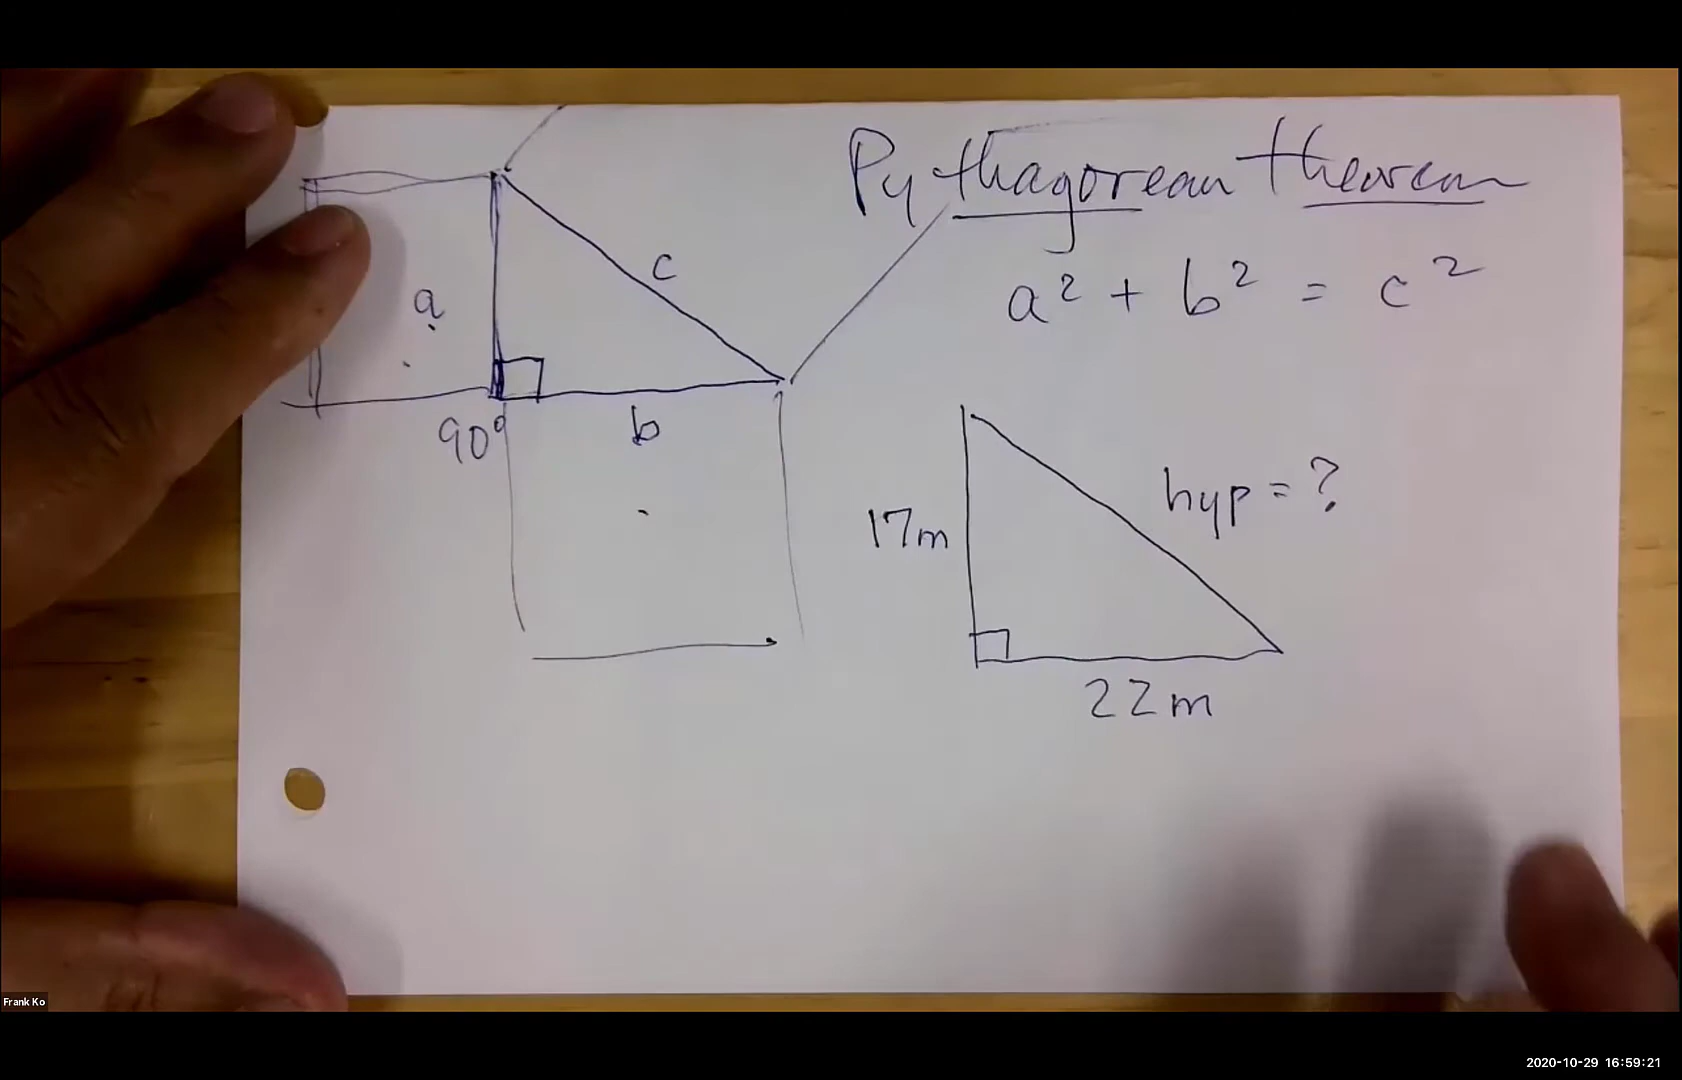 Pythagorean theorem
a² + b² = c²
c
a
90°
b
hyp = ?
17m
22m
Frank Ko
2020-10-29 16:59:21